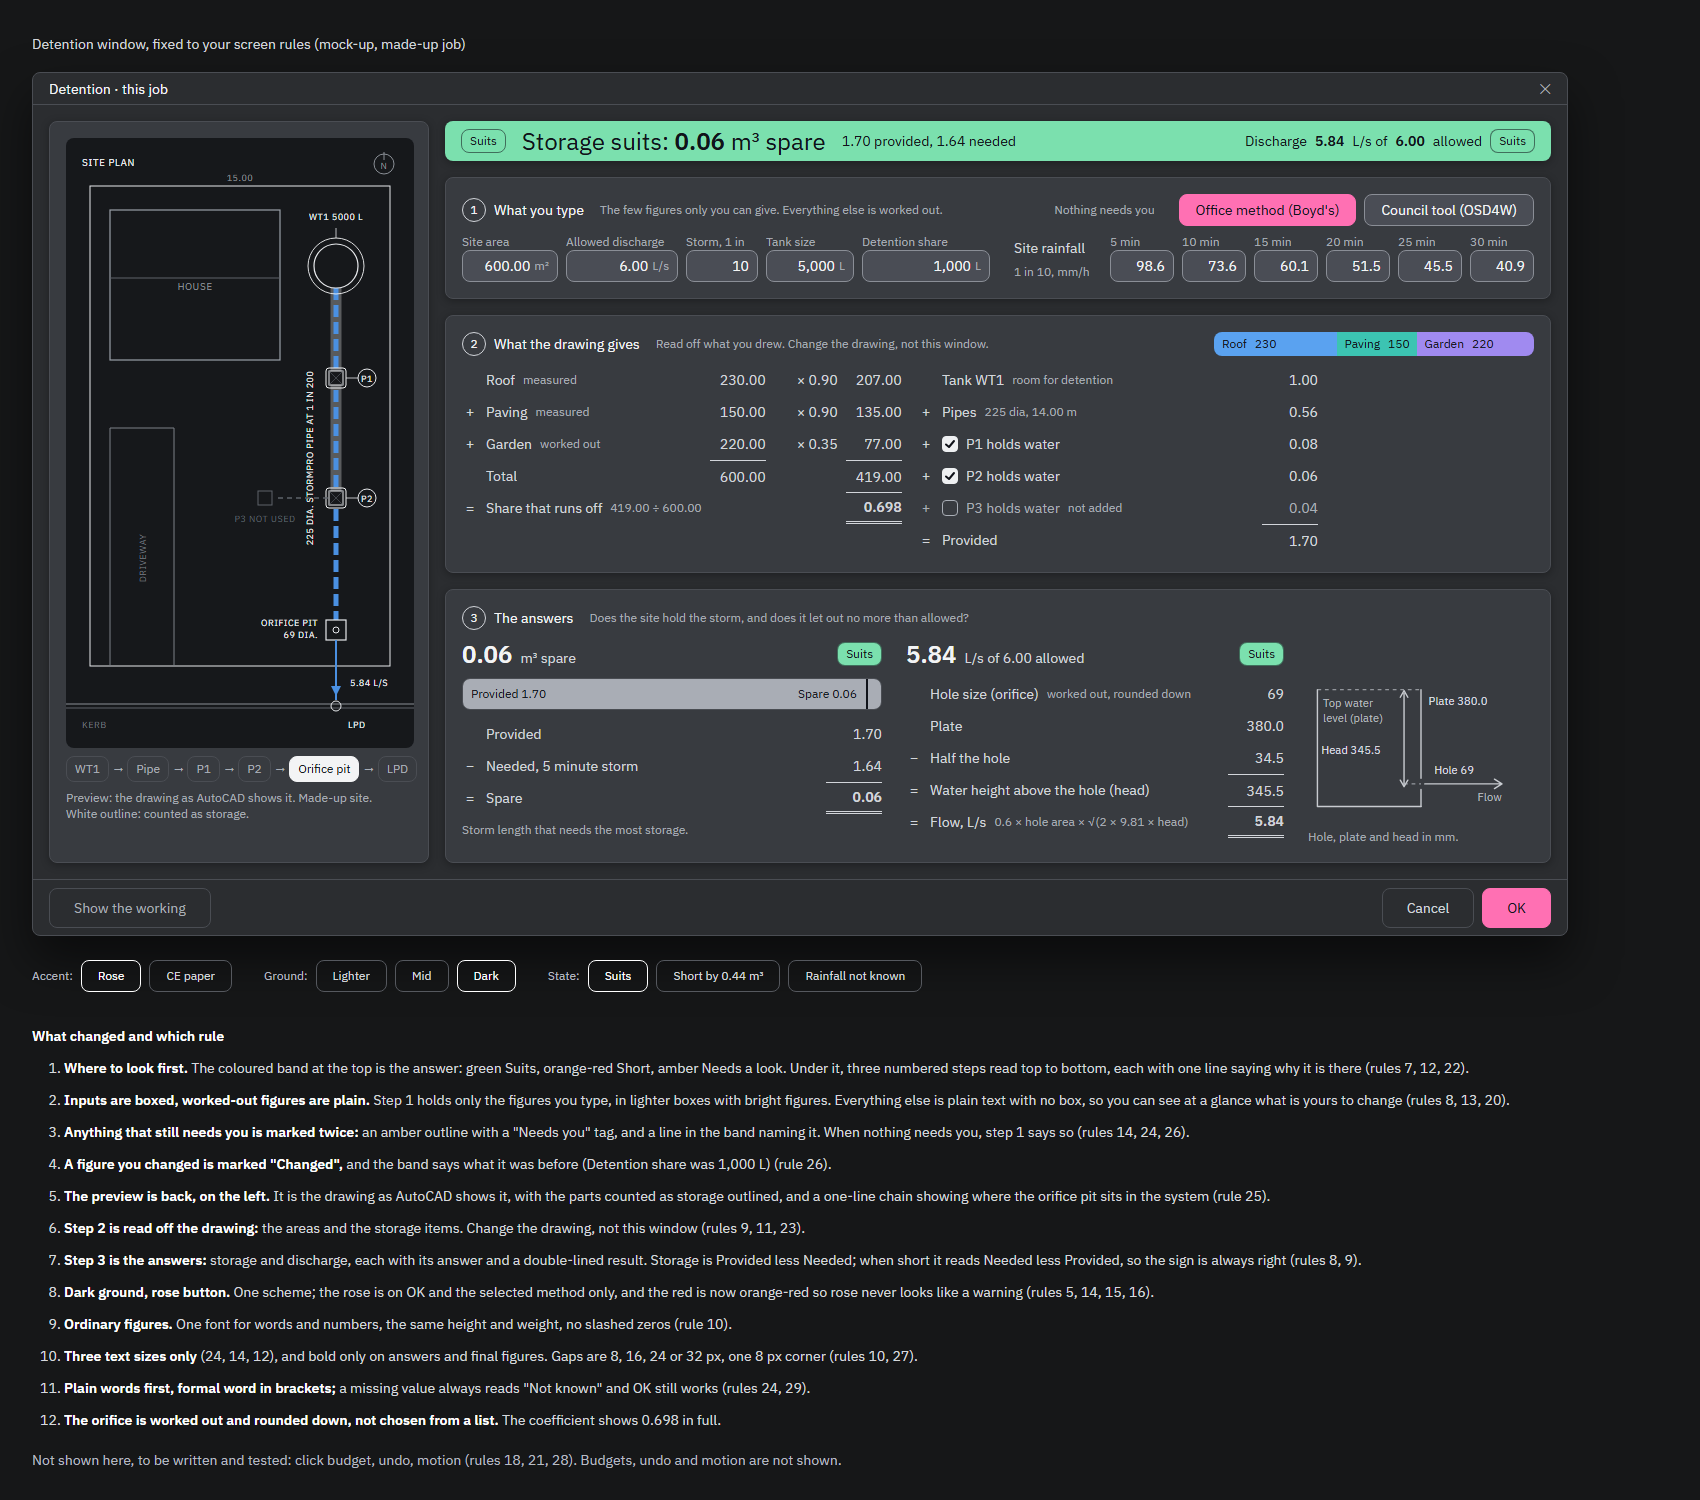 Detention window, fixed to your screen rules (mock-up, made-up job)
Detention · this job
SITE PLAN
N
15.00
WT1 5000 L
HOUSE
P1
225 DIA. STORMPRO PIPE AT 1 IN 200
P2
P3 NOT USED
DRIVEWAY
ORIFICE PIT
69 DIA.
5.84 L/S
KERB
LPD
WT1 → Pipe → P1 → P2 → Orifice pit → LPD
Preview: the drawing as AutoCAD shows it. Made-up site.
White outline: counted as storage.
Suits Storage suits: 0.06 m³ spare 1.70 provided, 1.64 needed Discharge 5.84 L/s of 6.00 allowed Suits
1 What you type The few figures only you can give. Everything else is worked out. Nothing needs you Office method (Boyd's) Council tool (OSD4W)
Site area Allowed discharge Storm, 1 in Tank size Detention share Site rainfall 5 min 10 min 15 min 20 min 25 min 30 min
600.00 m² 6.00 L/s 10 5,000 L 1,000 L 1 in 10, mm/h 98.6 73.6 60.1 51.5 45.5 40.9
2 What the drawing gives Read off what you drew. Change the drawing, not this window. Roof 230 Paving 150 Garden 220
Roof measured 230.00 × 0.90 207.00
+ Paving measured 150.00 × 0.90 135.00
+ Garden worked out 220.00 × 0.35 77.00
Total 600.00 419.00
= Share that runs off 419.00 ÷ 600.00 0.698
Tank WT1 room for detention 1.00
+ Pipes 225 dia, 14.00 m 0.56
+ P1 holds water 0.08
+ P2 holds water 0.06
+ P3 holds water not added 0.04
= Provided 1.70
3 The answers Does the site hold the storm, and does it let out no more than allowed?
0.06 m³ spare Suits
Provided 1.70 Spare 0.06
Provided 1.70
− Needed, 5 minute storm 1.64
= Spare 0.06
Storm length that needs the most storage.
5.84 L/s of 6.00 allowed Suits
Hole size (orifice) worked out, rounded down 69
Plate 380.0
− Half the hole 34.5
= Water height above the hole (head) 345.5
= Flow, L/s 0.6 × hole area × √(2 × 9.81 × head) 5.84
Top water
level (plate)
Plate 380.0
Head 345.5
Hole 69
Flow
Hole, plate and head in mm.
Show the working Cancel OK
Accent: Rose CE paper Ground: Lighter Mid Dark State: Suits Short by 0.44 m³ Rainfall not known
What changed and which rule
1. Where to look first. The coloured band at the top is the answer: green Suits, orange-red Short, amber Needs a look. Under it, three numbered steps read top to bottom, each with one line saying why it is there (rules 7, 12, 22).
2. Inputs are boxed, worked-out figures are plain. Step 1 holds only the figures you type, in lighter boxes with bright figures. Everything else is plain text with no box, so you can see at a glance what is yours to change (rules 8, 13, 20).
3. Anything that still needs you is marked twice: an amber outline with a "Needs you" tag, and a line in the band naming it. When nothing needs you, step 1 says so (rules 14, 24, 26).
4. A figure you changed is marked "Changed", and the band says what it was before (Detention share was 1,000 L) (rule 26).
5. The preview is back, on the left. It is the drawing as AutoCAD shows it, with the parts counted as storage outlined, and a one-line chain showing where the orifice pit sits in the system (rule 25).
6. Step 2 is read off the drawing: the areas and the storage items. Change the drawing, not this window (rules 9, 11, 23).
7. Step 3 is the answers: storage and discharge, each with its answer and a double-lined result. Storage is Provided less Needed; when short it reads Needed less Provided, so the sign is always right (rules 8, 9).
8. Dark ground, rose button. One scheme; the rose is on OK and the selected method only, and the red is now orange-red so rose never looks like a warning (rules 5, 14, 15, 16).
9. Ordinary figures. One font for words and numbers, the same height and weight, no slashed zeros (rule 10).
10. Three text sizes only (24, 14, 12), and bold only on answers and final figures. Gaps are 8, 16, 24 or 32 px, one 8 px corner (rules 10, 27).
11. Plain words first, formal word in brackets; a missing value always reads "Not known" and OK still works (rules 24, 29).
12. The orifice is worked out and rounded down, not chosen from a list. The coefficient shows 0.698 in full.
Not shown here, to be written and tested: click budget, undo, motion (rules 18, 21, 28). Budgets, undo and motion are not shown.